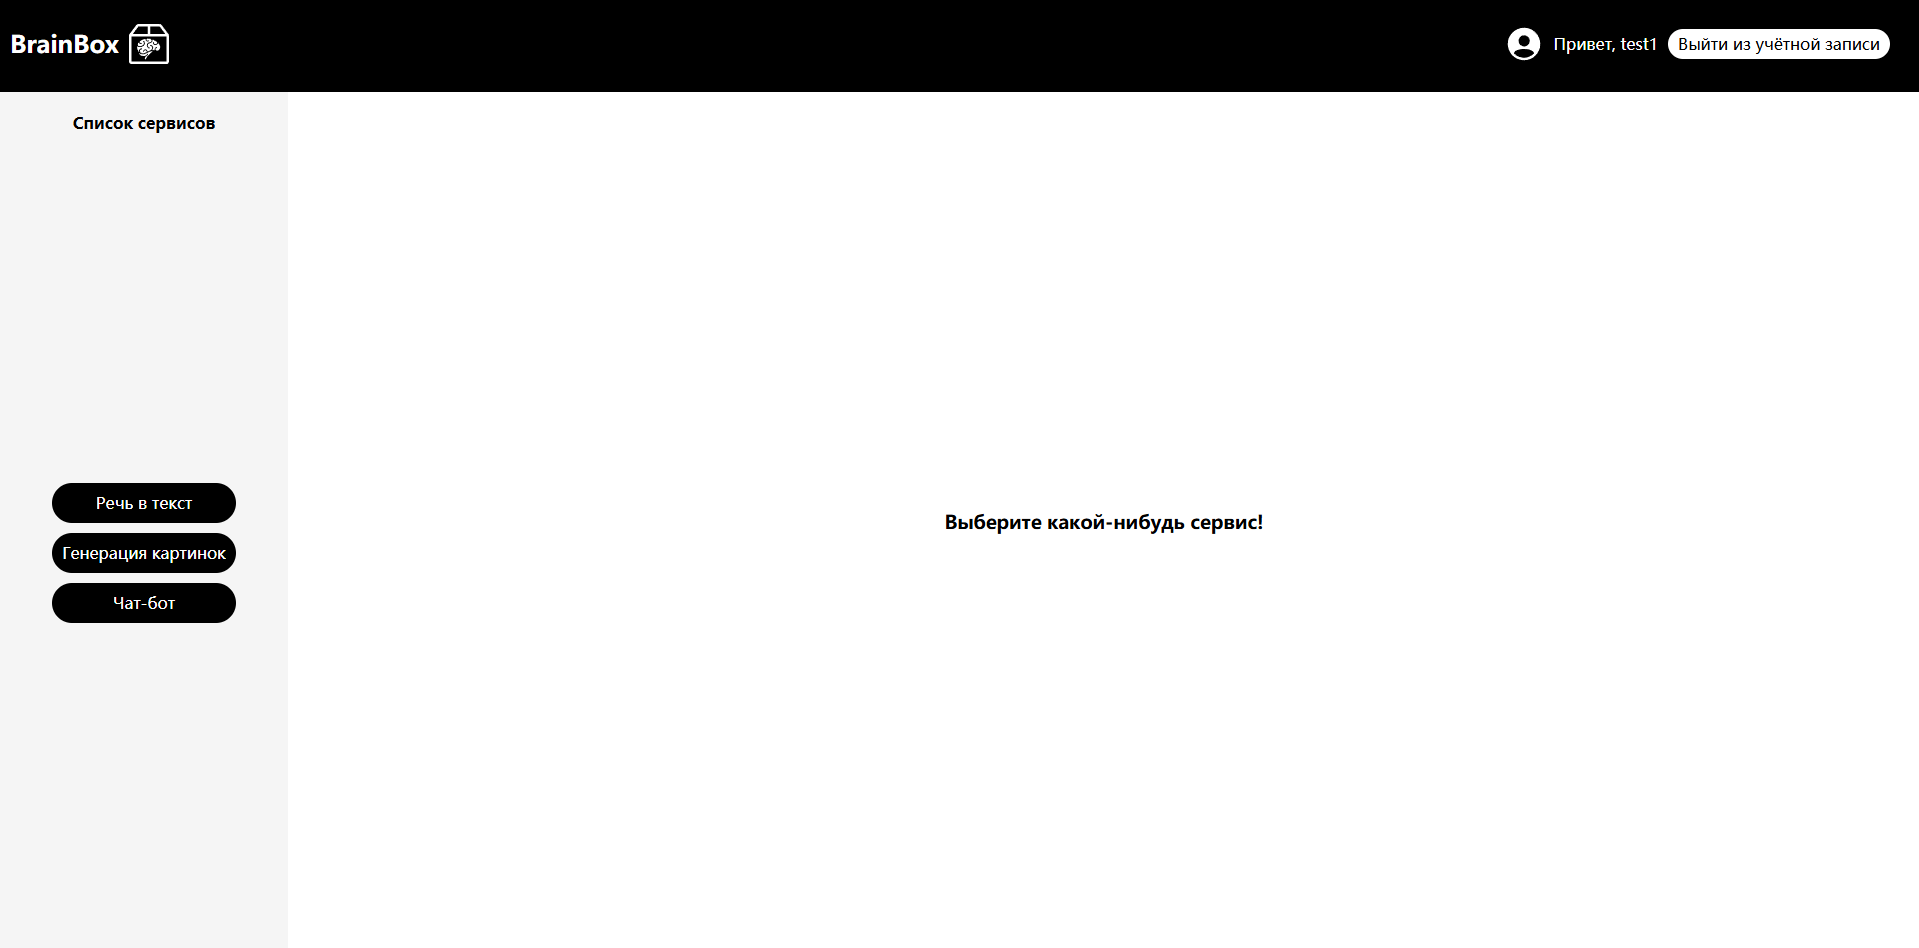 BrainBox
Привет, test1
Выйти из учётной записи
Список сервисов
Речь в текст
Генерация картинок
Чат-бот
Выберите какой-нибудь сервис!